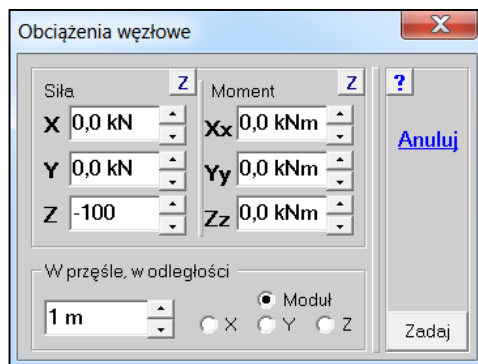 Obciążenia węzłowe
Siła Z Moment Z ?
X 0,0 kN Xx 0,0 kNm Anuluj
Y 0,0 kN Yy 0,0 kNm
Z -100 Zz 0,0 kNm
W przęśle, w odległości
Moduł
1 m X Y Z Zadaj